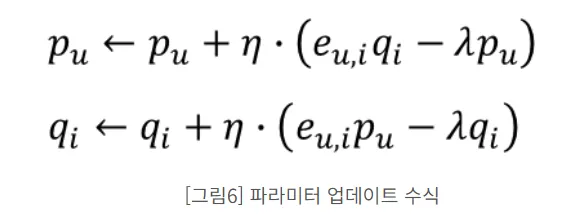 p_u ← p_u + η · (e_{u,i}q_i − λp_u)
q_i ← q_i + η · (e_{u,i}p_u − λq_i)
[그림6] 파라미터 업데이트 수식